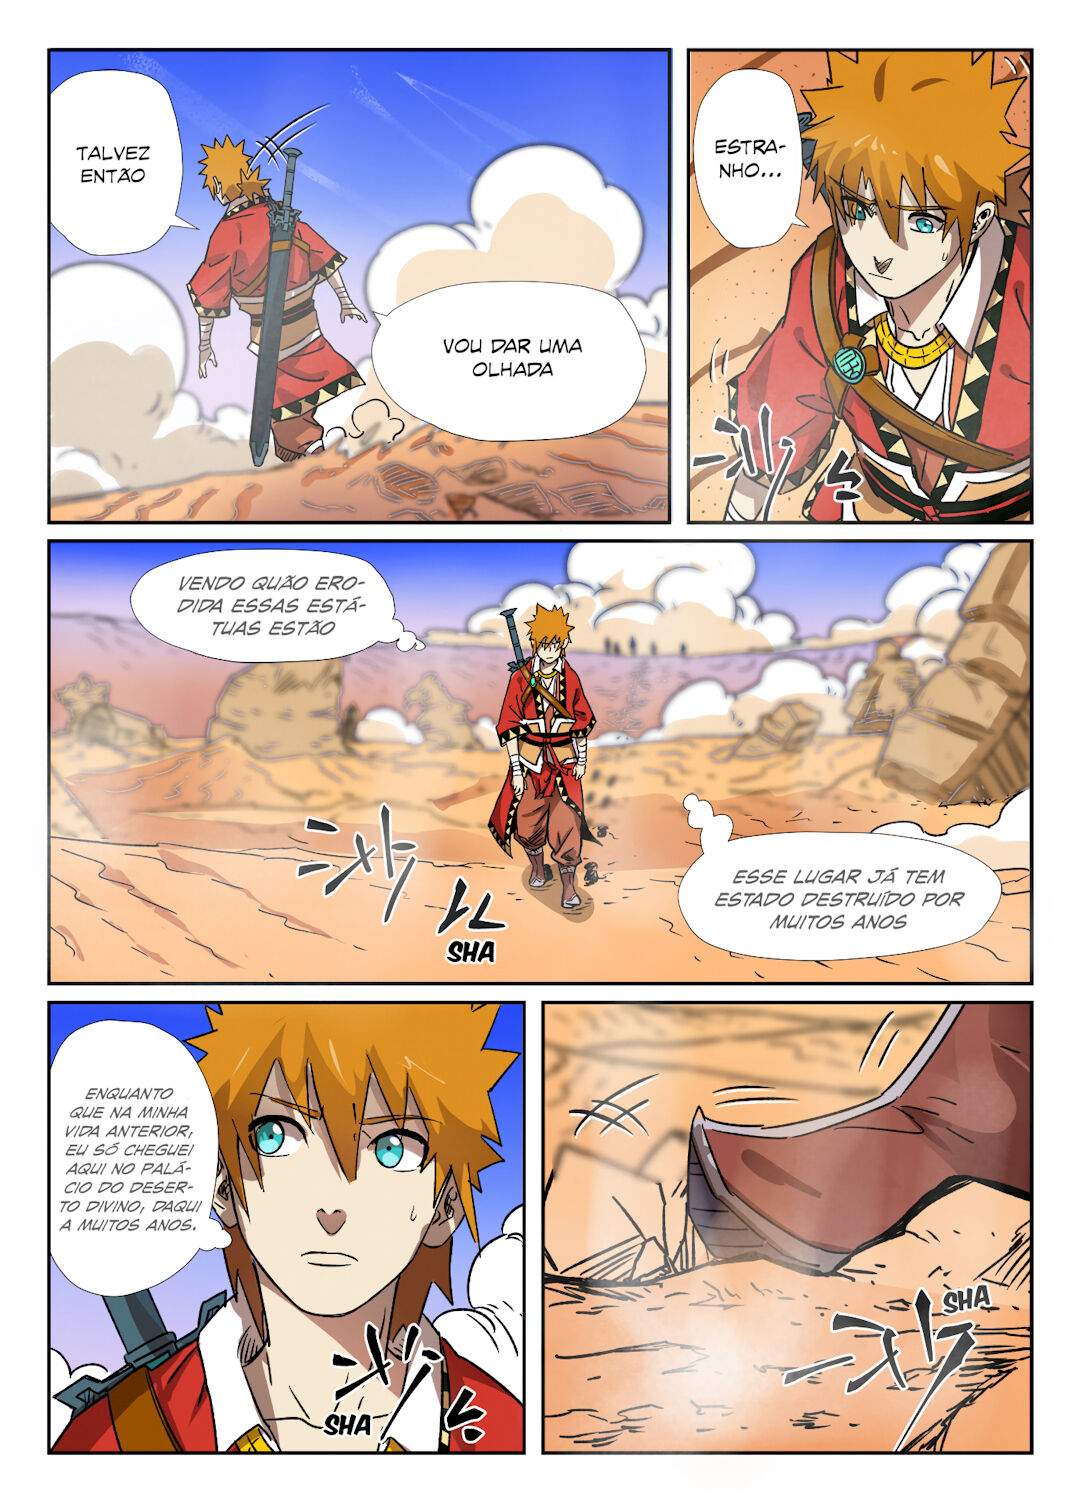 TALVEZ
ENTÃO
VOU DAR UMA
OLHADA
ESTRA-
NHO...
VENDO QUÃO ERO-
DIDA ESSAS ESTÁ-
TUAS ESTÃO
SHA
ESSE LUGAR JÁ TEM
ESTADO DESTRUÍDO POR
MUITOS ANOS
ENQUANTO
QUE NA MINHA
VIDA ANTERIOR,
EU SÓ CHEGUEI
AQUI NO PALÁ-
CIO DO DESER-
TO DIVINO, DAQUI
A MUITOS ANOS.
SHA
SHA